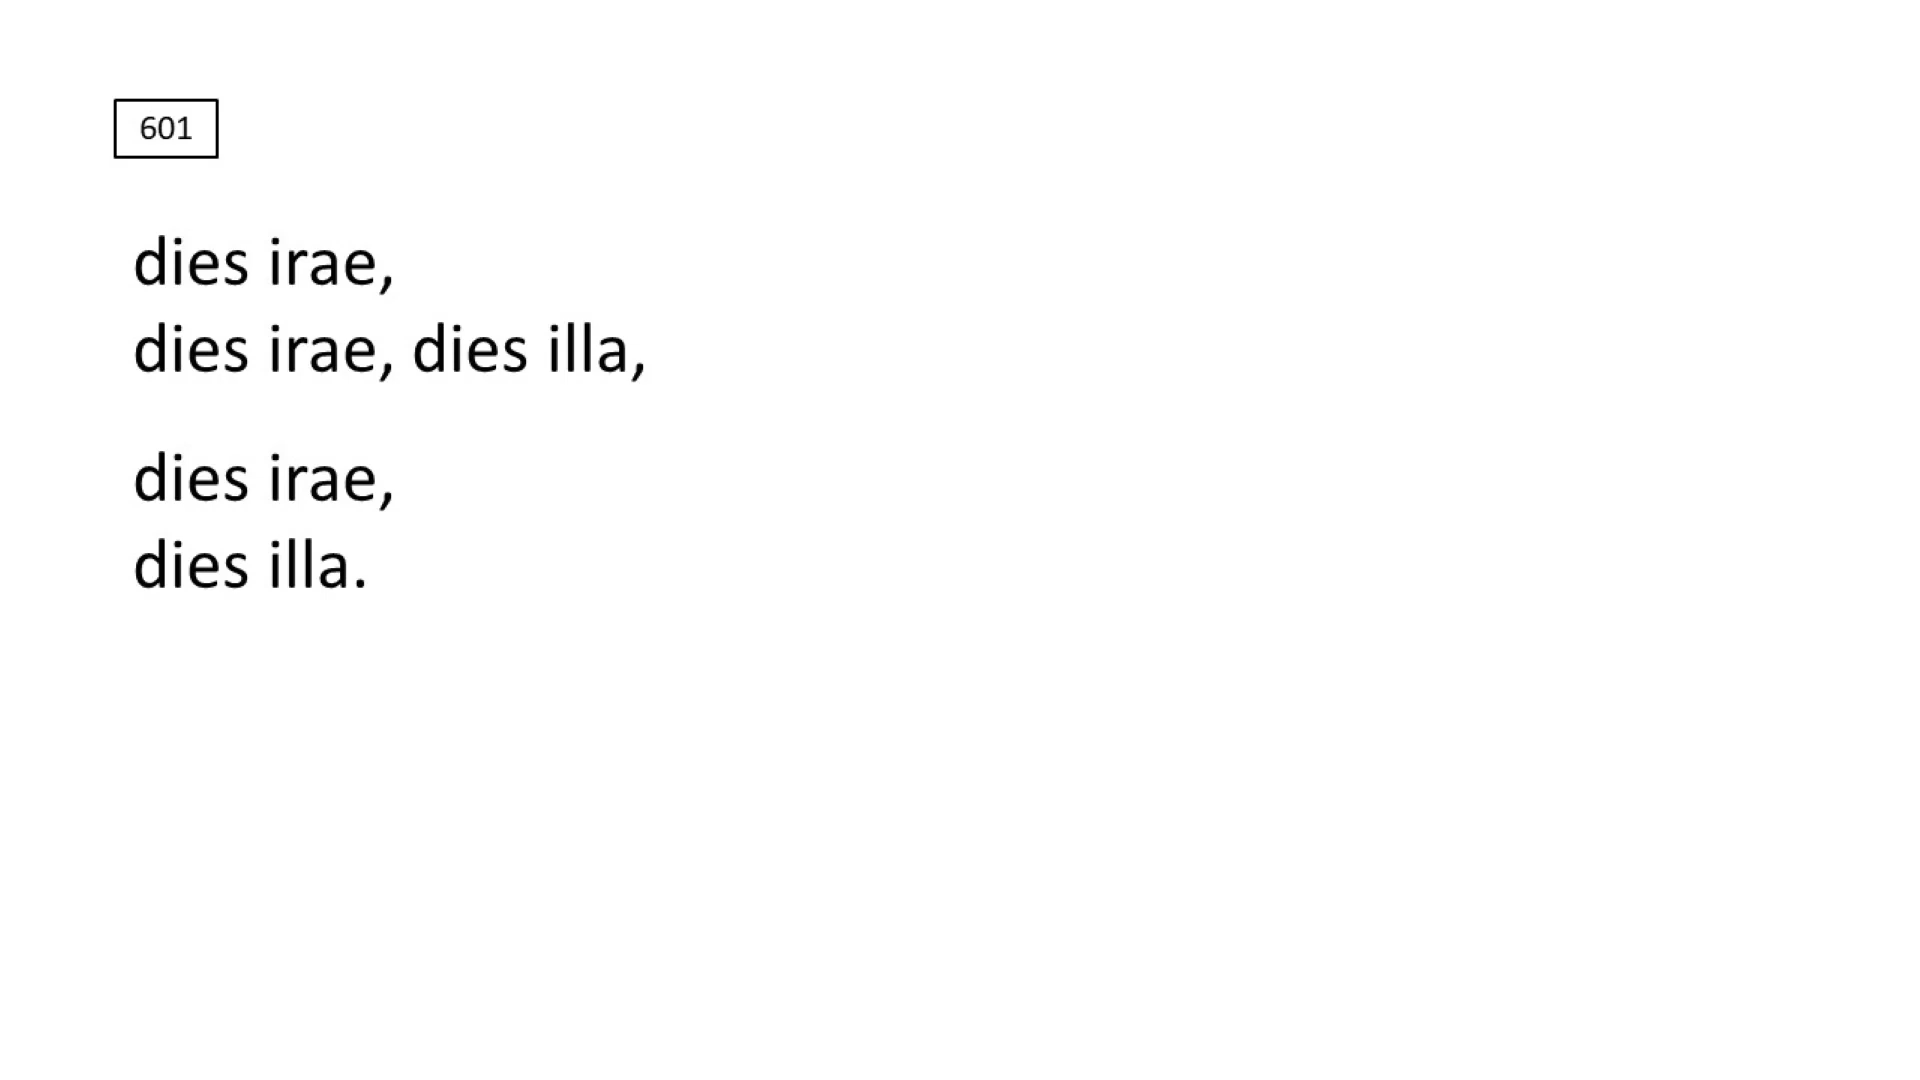 601
dies irae,
dies irae, dies illa,
dies irae,
dies illa.